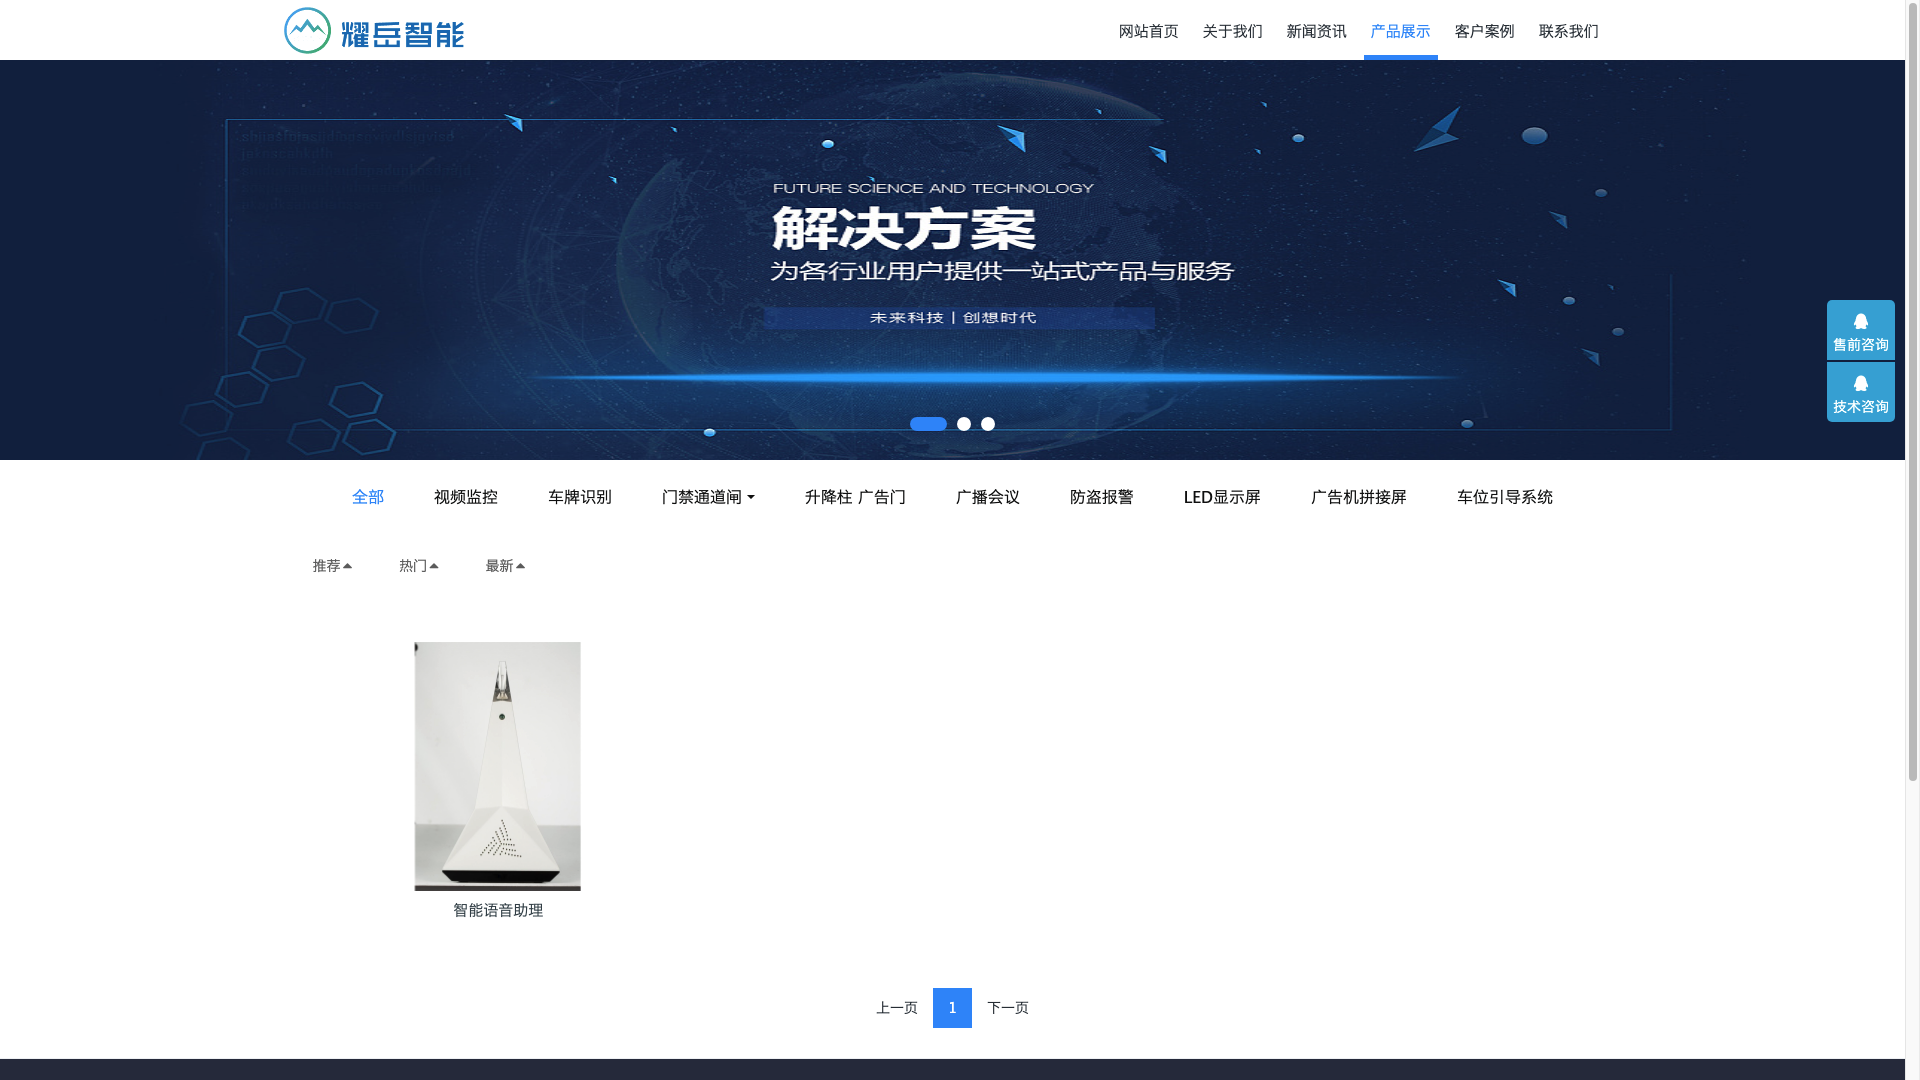 耀岳智能
网站首页 关于我们 新闻资讯 产品展示 客户案例 联系我们
FUTURE SCIENCE AND TECHNOLOGY
解决方案
为各行业用户提供一站式产品与服务
未来科技丨创想时代
售前咨询
技术咨询
全部 视频监控 车牌识别 门禁通道闸 升降柱 广告门 广播会议 防盗报警 LED显示屏 广告机拼接屏 车位引导系统
推荐 热门 最新
智能语音助理
上一页 1 下一页